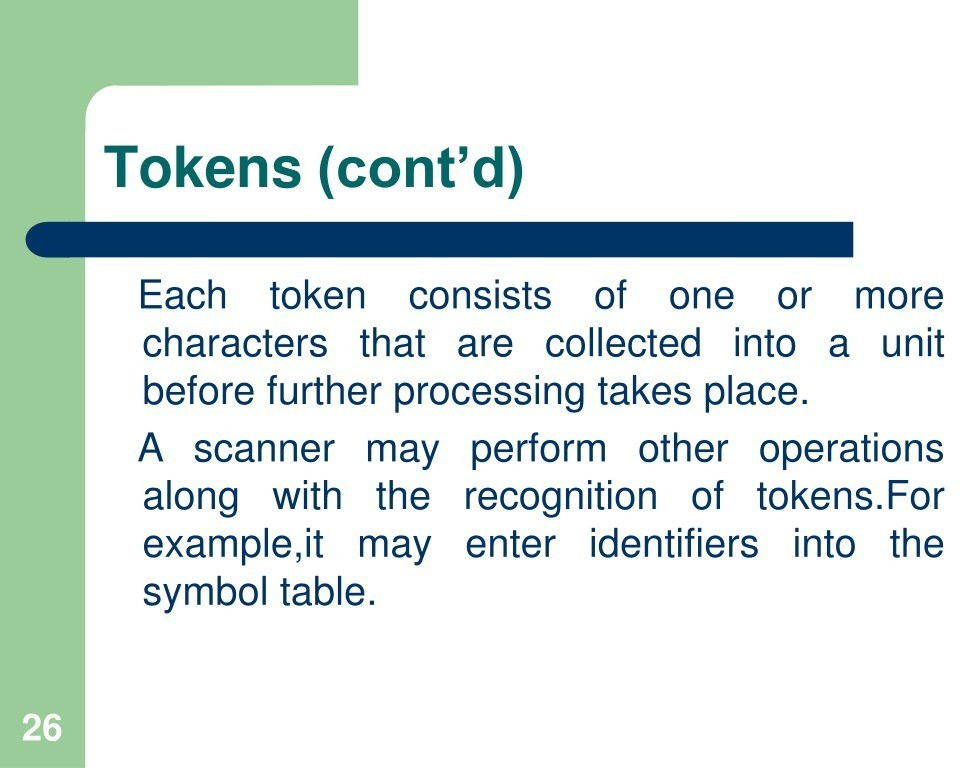 Tokens (cont’d)
Each token consists of one or more
characters that are collected into a unit
before further processing takes place.
A scanner may perform other operations
along with the recognition of tokens.For
example,it may enter identifiers into the
symbol table.
26